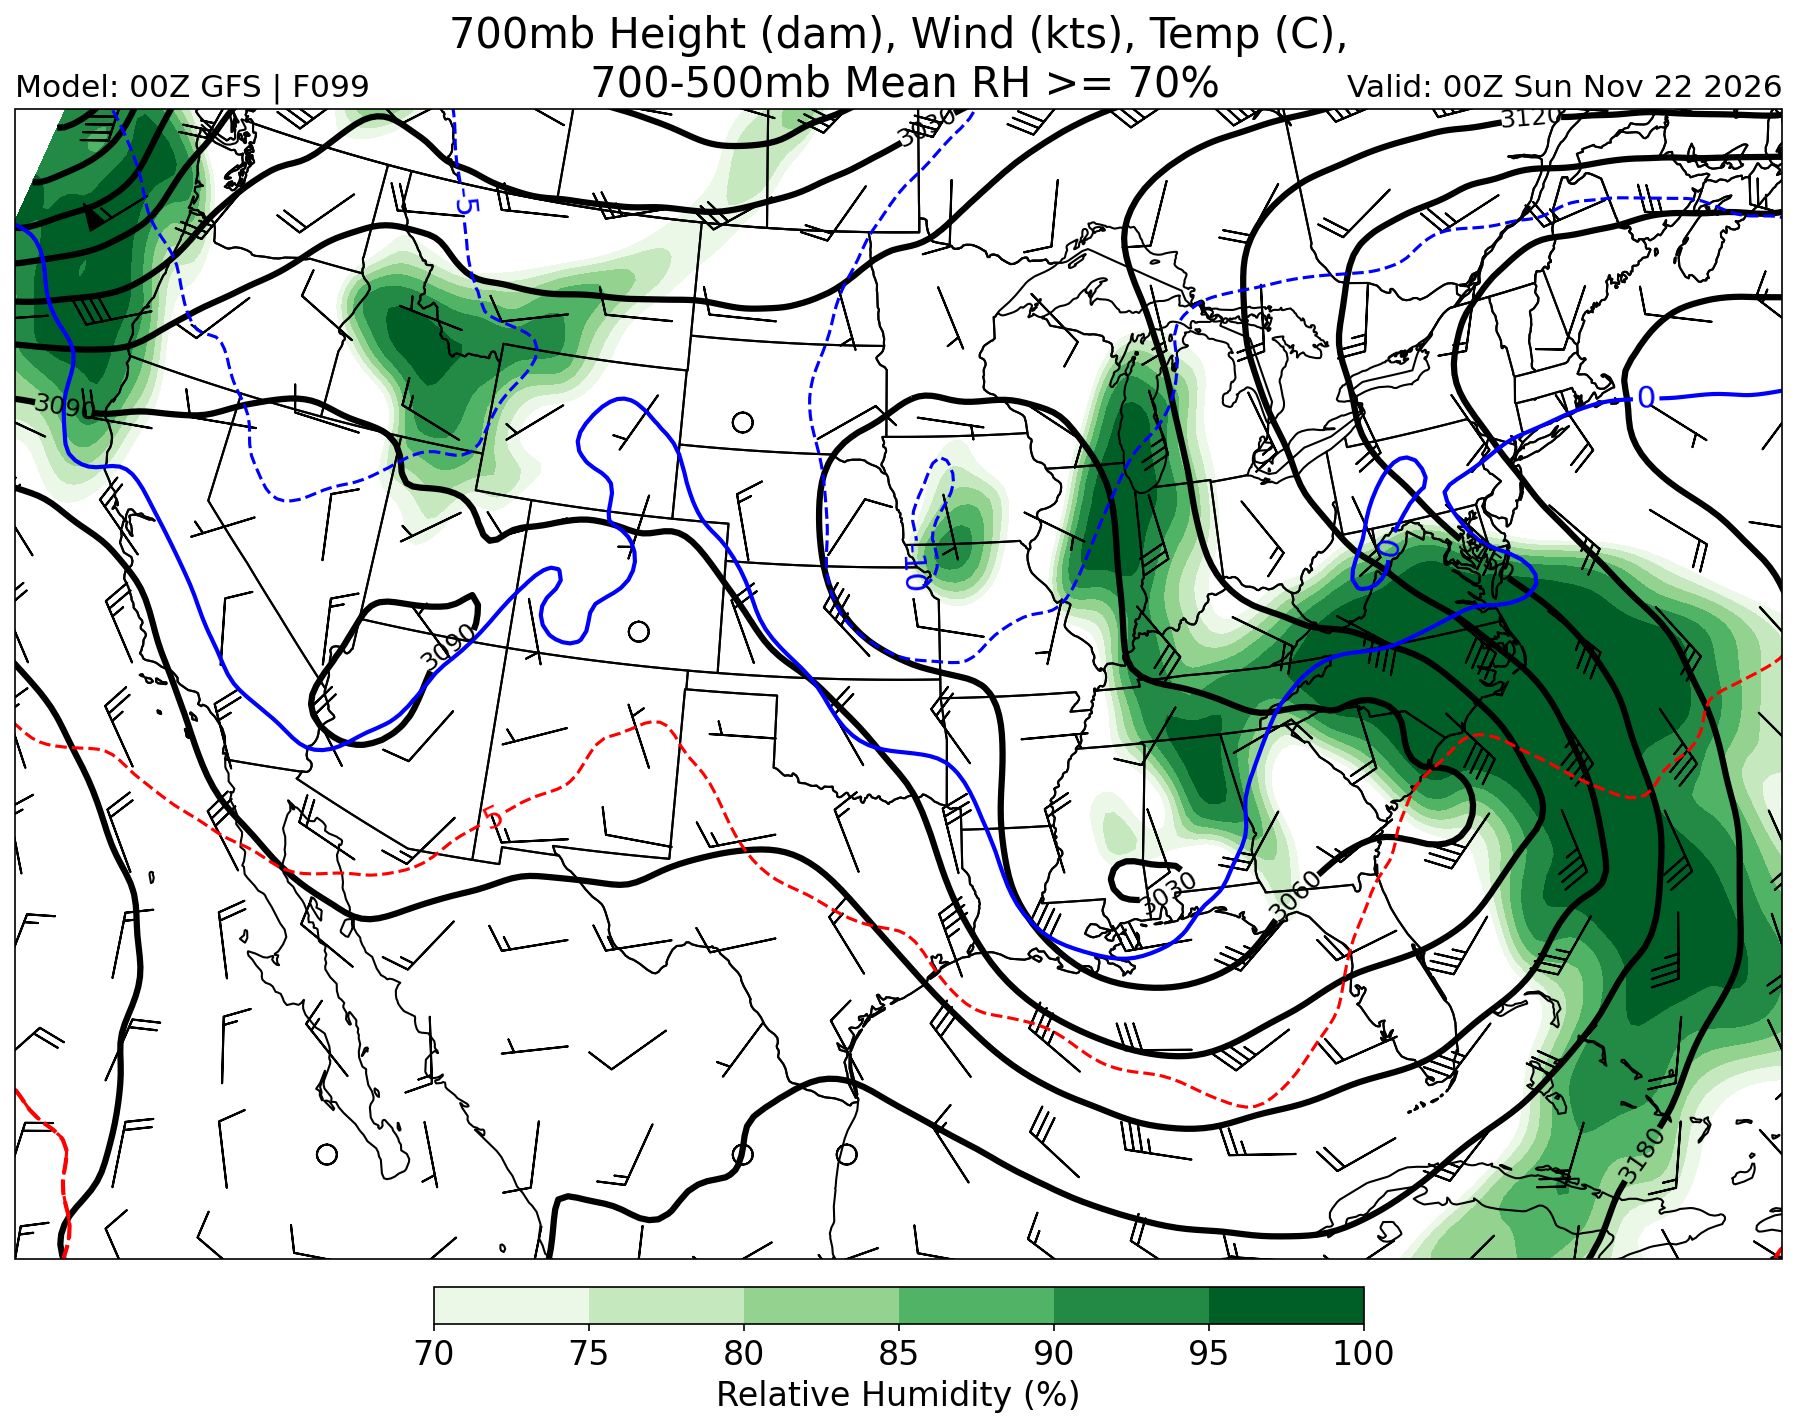 700mb Height (dam), Wind (kts), Temp (C),
700-500mb Mean RH >= 70%
Model: 00Z GFS | F099
Valid: 00Z Sun Nov 22 2026
3030
3120
5
3090
0
0
10
3090
5
3030
3060
3180
70 75 80 85 90 95 100
Relative Humidity (%)